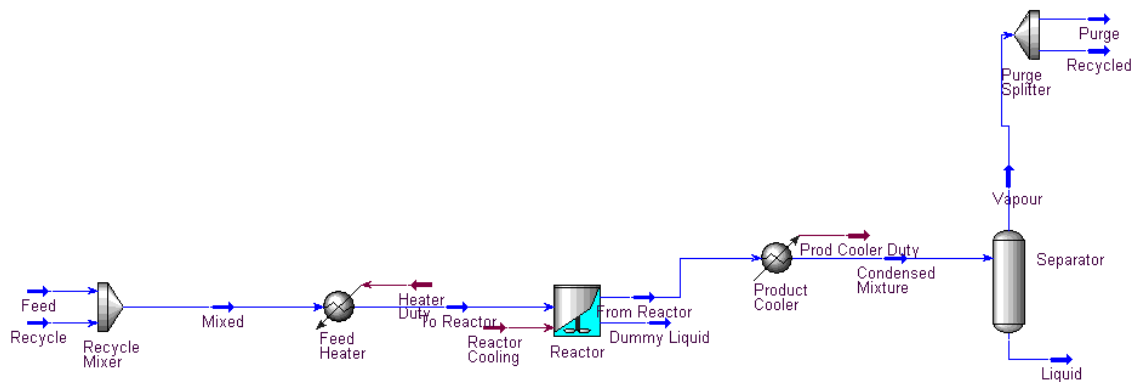 Purge
Recycled
Purge
Splitter
Vapour
Separator
Prod Cooler Duty
Condensed
Mixture
Product
Cooler
Feed
Recycle
Recycle
Mixer
Mixed
Heater
Duty
Feed
Heater
To Reactor
Reactor
Cooling
From Reactor
Dummy Liquid
Reactor
Liquid